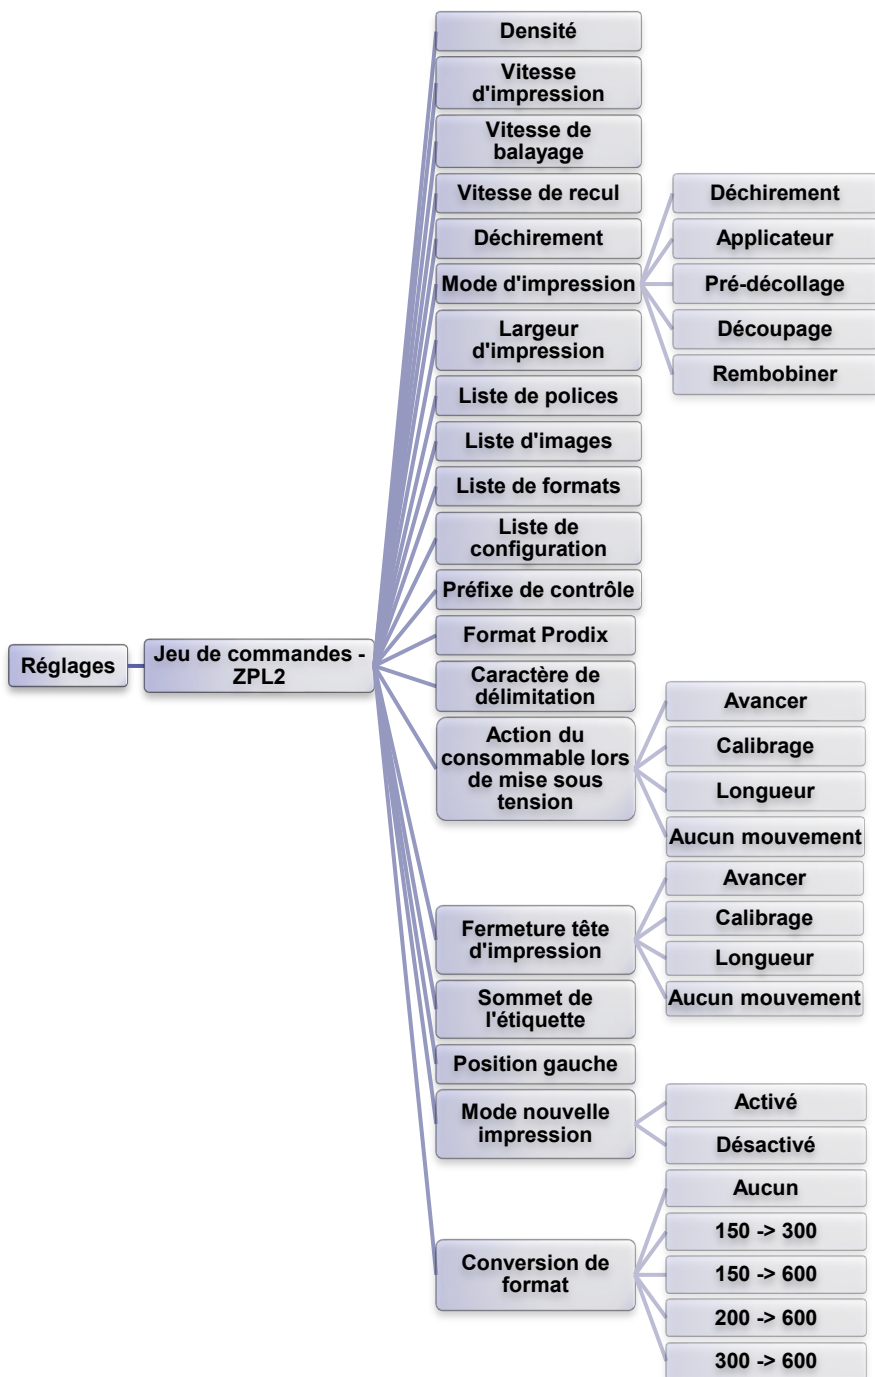 Réglages
Jeu de commandes -
ZPL2
Densité
Vitesse
d'impression
Vitesse de
balayage
Vitesse de recul
Déchirement
Mode d'impression
Déchirement
Applicateur
Pré-décollage
Découpage
Rembobiner
Largeur
d'impression
Liste de polices
Liste d'images
Liste de formats
Liste de
configuration
Préfixe de contrôle
Format Prodix
Caractère de
délimitation
Action du
consommable lors
de mise sous
tension
Avancer
Calibrage
Longueur
Aucun mouvement
Fermeture tête
d'impression
Avancer
Calibrage
Longueur
Aucun mouvement
Sommet de
l'étiquette
Position gauche
Mode nouvelle
impression
Activé
Désactivé
Conversion de
format
Aucun
150 -> 300
150 -> 600
200 -> 600
300 -> 600